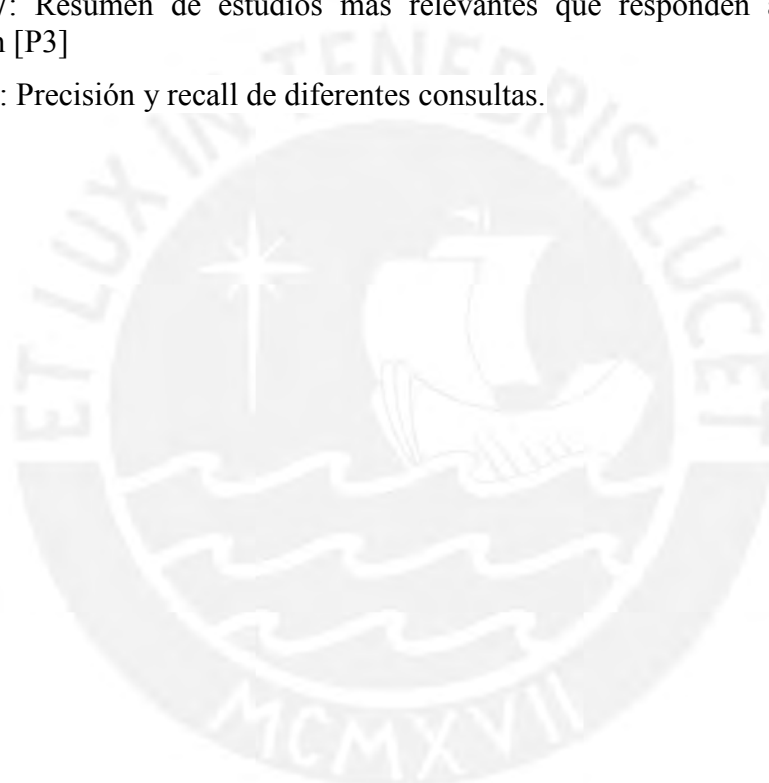 : Resumen de estudios más relevantes que responden
n [P3]
: Precisión y recall de diferentes consultas.
ET LUX IN TENEBRIS LUCET
MCMXVII